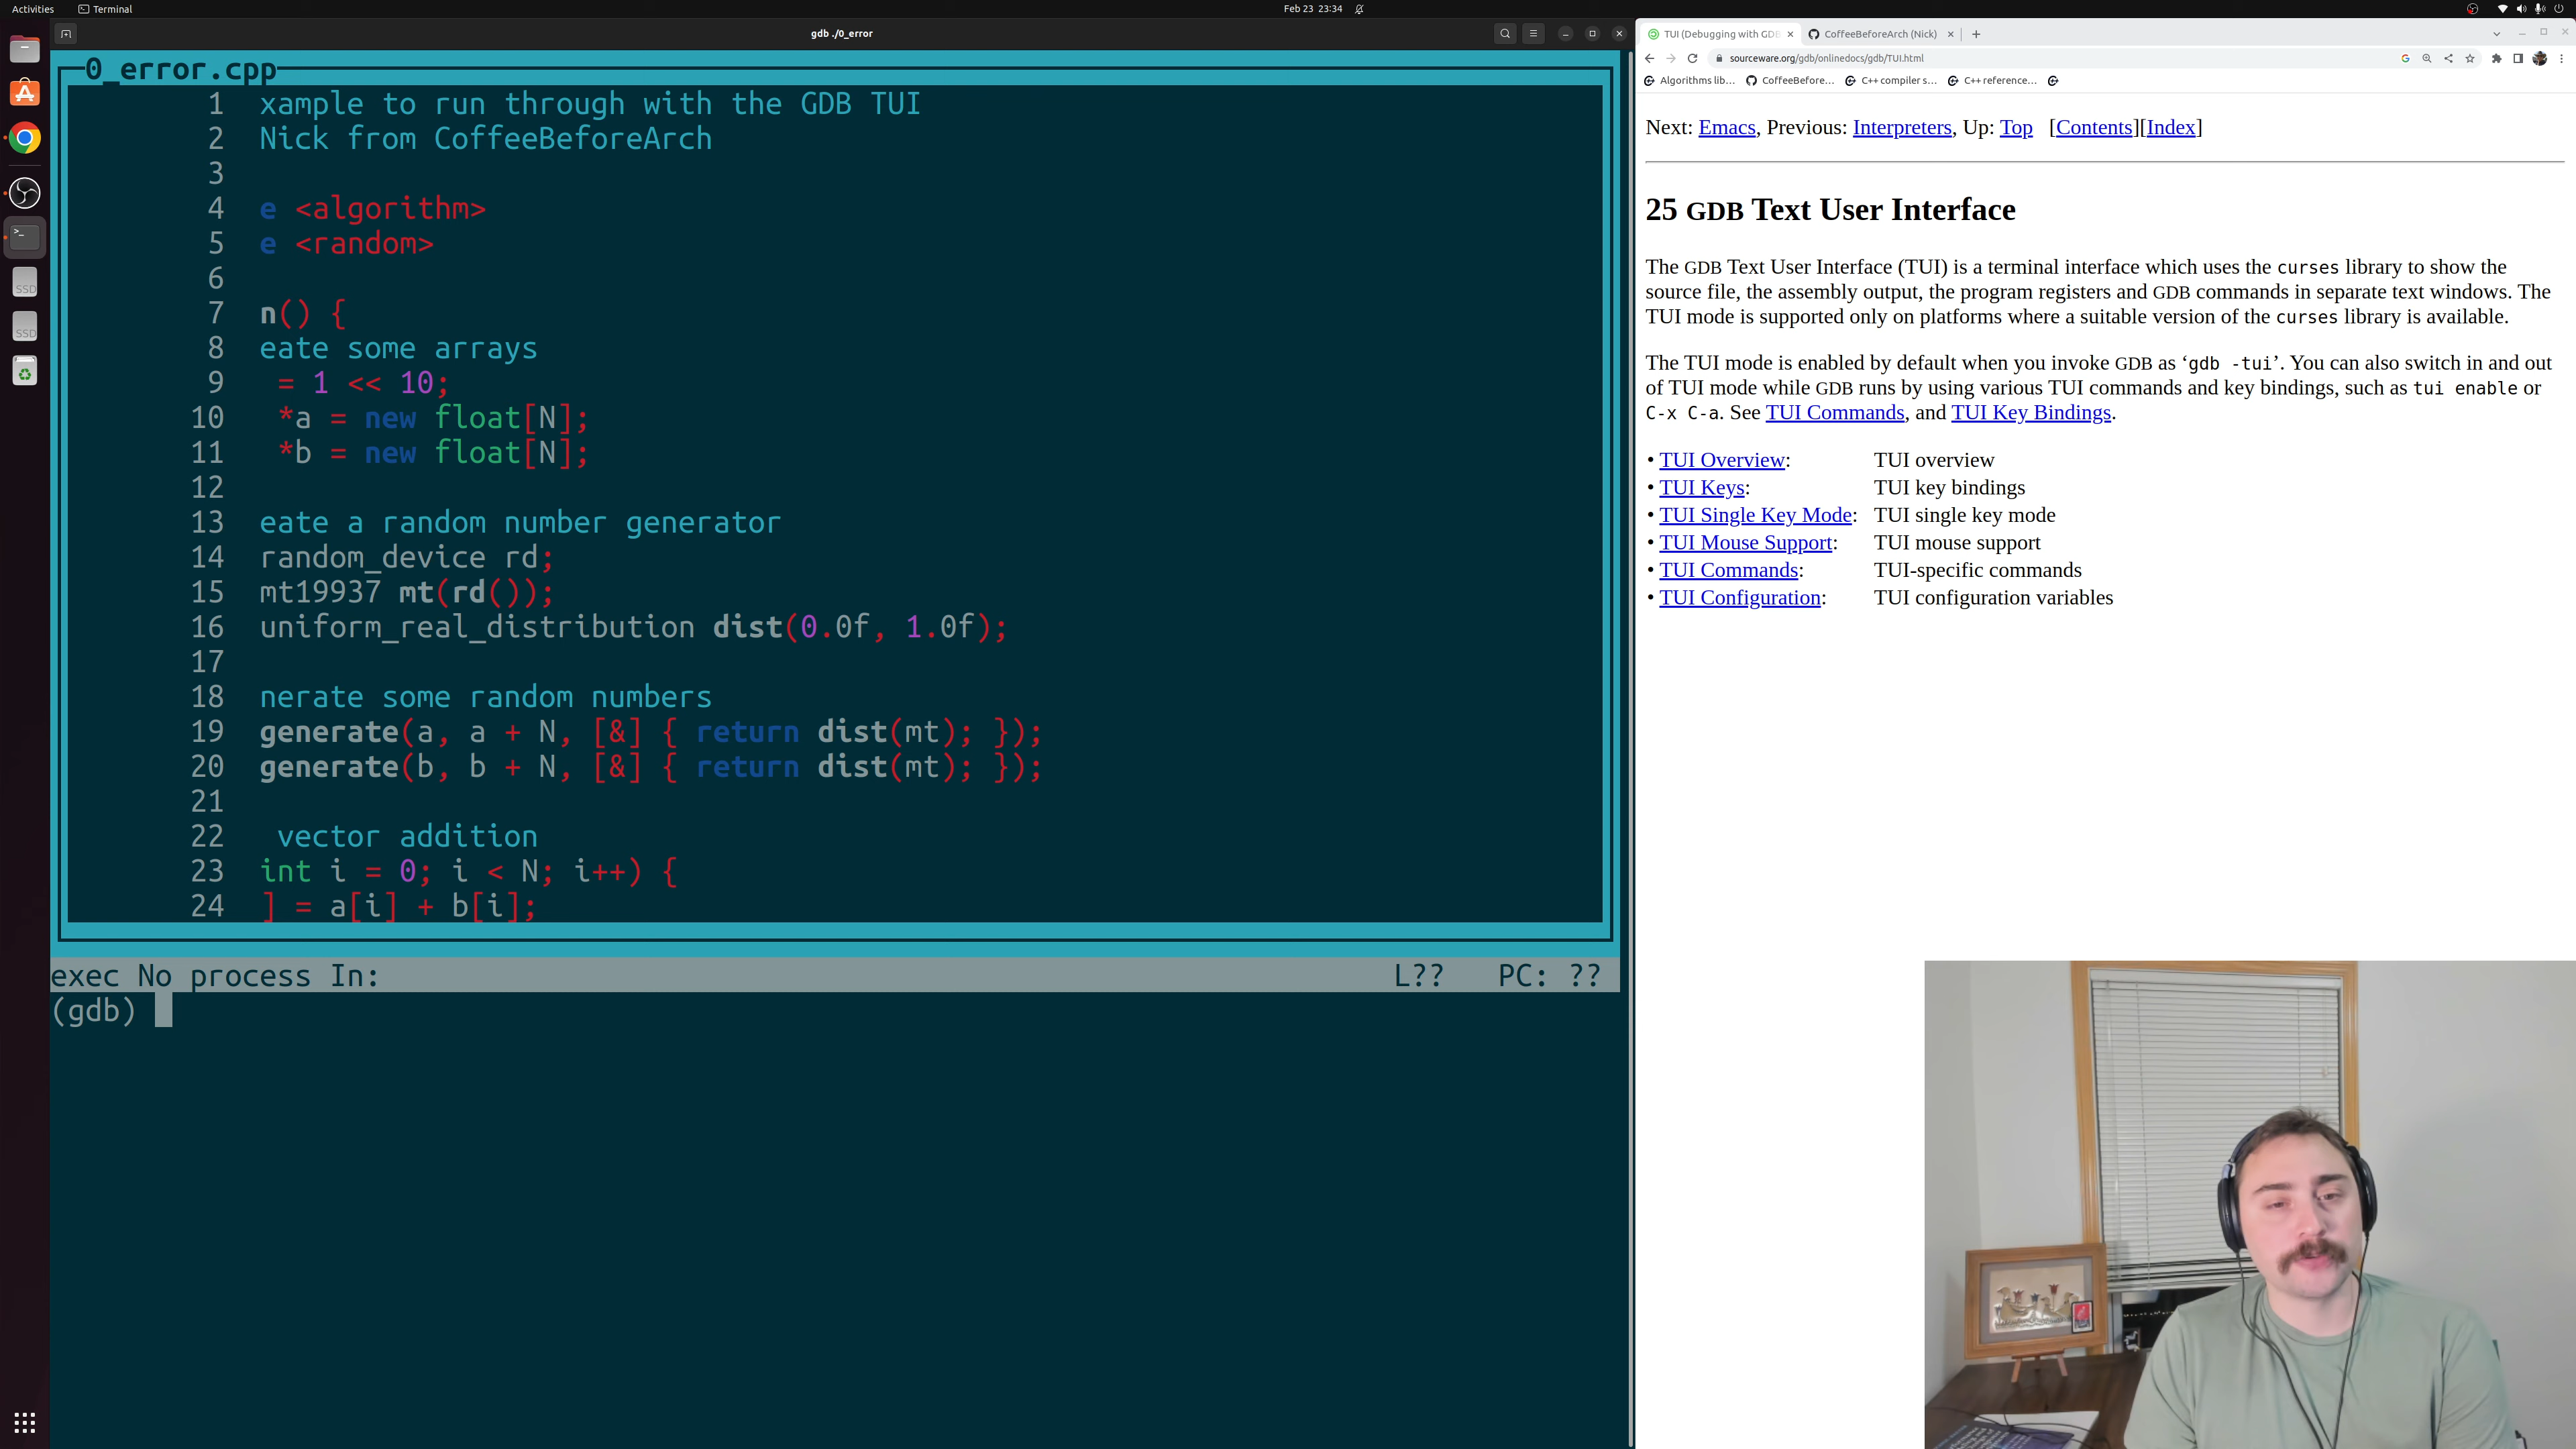 Activities
Terminal
Feb 23 23:34
gdb ./0_error
0_error.cpp
1 xample to run through with the GDB TUI
2 Nick from CoffeeBeforeArch
3
4 e <algorithm>
5 e <random>
6
7 n() {
8 eate some arrays
9 = 1 << 10;
10 *a = new float[N];
11 *b = new float[N];
12
13 eate a random number generator
14 random_device rd;
15 mt19937 mt(rd());
16 uniform_real_distribution dist(0.0f, 1.0f);
17
18 nerate some random numbers
19 generate(a, a + N, [&] { return dist(mt); });
20 generate(b, b + N, [&] { return dist(mt); });
21
22 vector addition
23 int i = 0; i < N; i++) {
24 ] = a[i] + b[i];
exec No process In: L?? PC: ??
(gdb)
SSD
SSD
TUI (Debugging with GDB
CoffeeBeforeArch (Nick)
sourceware.org/gdb/onlinedocs/gdb/TUI.html
Algorithms lib… CoffeeBefore… C++ compiler s… C++ reference…
Next: Emacs, Previous: Interpreters, Up: Top [Contents][Index]
25 GDB Text User Interface
The GDB Text User Interface (TUI) is a terminal interface which uses the curses library to show the
source file, the assembly output, the program registers and GDB commands in separate text windows. The
TUI mode is supported only on platforms where a suitable version of the curses library is available.
The TUI mode is enabled by default when you invoke GDB as ‘gdb -tui’. You can also switch in and out
of TUI mode while GDB runs by using various TUI commands and key bindings, such as tui enable or
C-x C-a. See TUI Commands, and TUI Key Bindings.
• TUI Overview: TUI overview
• TUI Keys: TUI key bindings
• TUI Single Key Mode: TUI single key mode
• TUI Mouse Support: TUI mouse support
• TUI Commands: TUI-specific commands
• TUI Configuration: TUI configuration variables